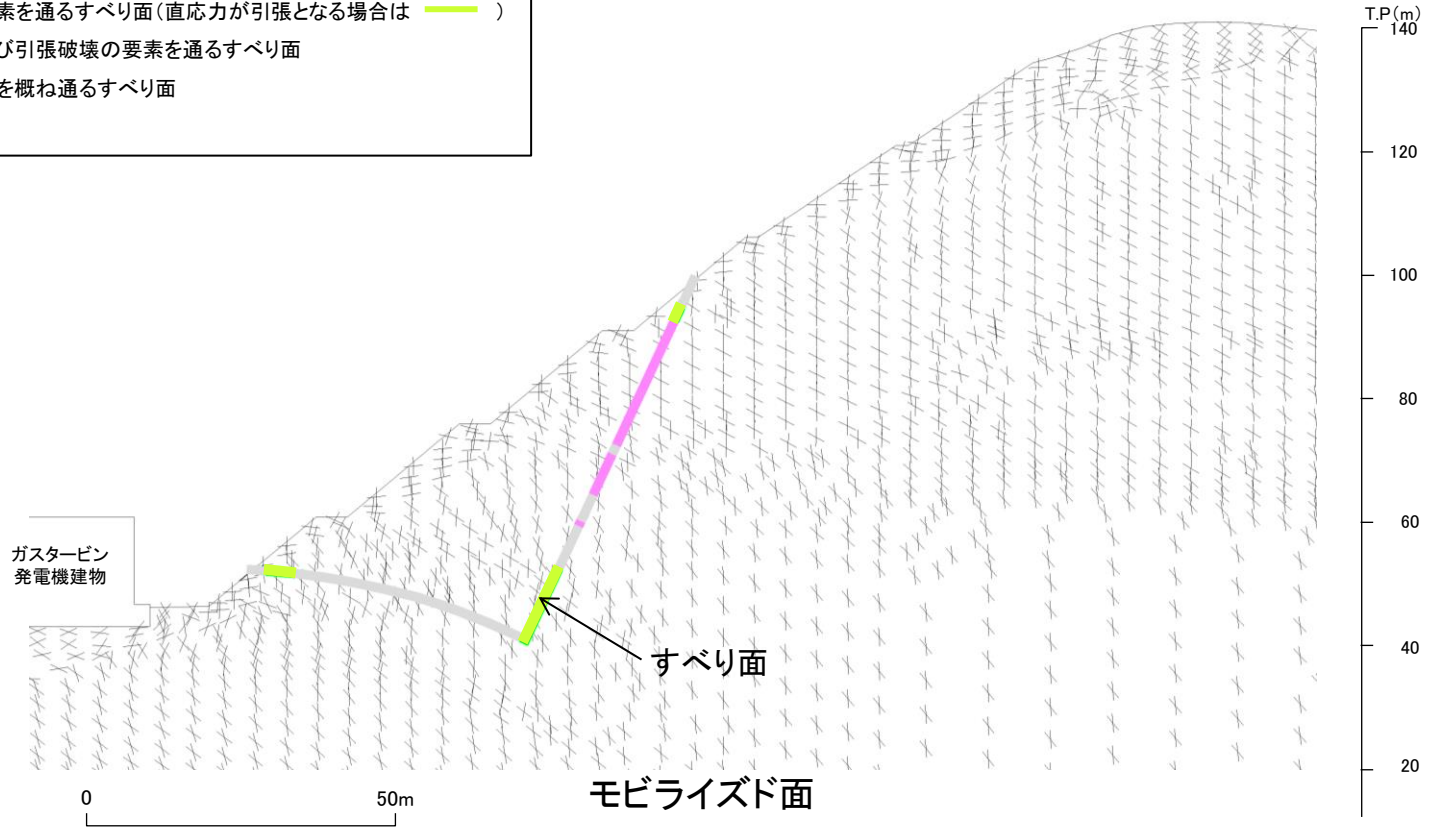 素を通るすべり面(直応力が引張となる場合は ）
び引張破壊の要素を通るすべり面
を概ね通るすべり面
T.P(m)
140
120
100
80
60
40
20
ガスタービン
発電機建物
すべり面
モビライズド面
0 50m